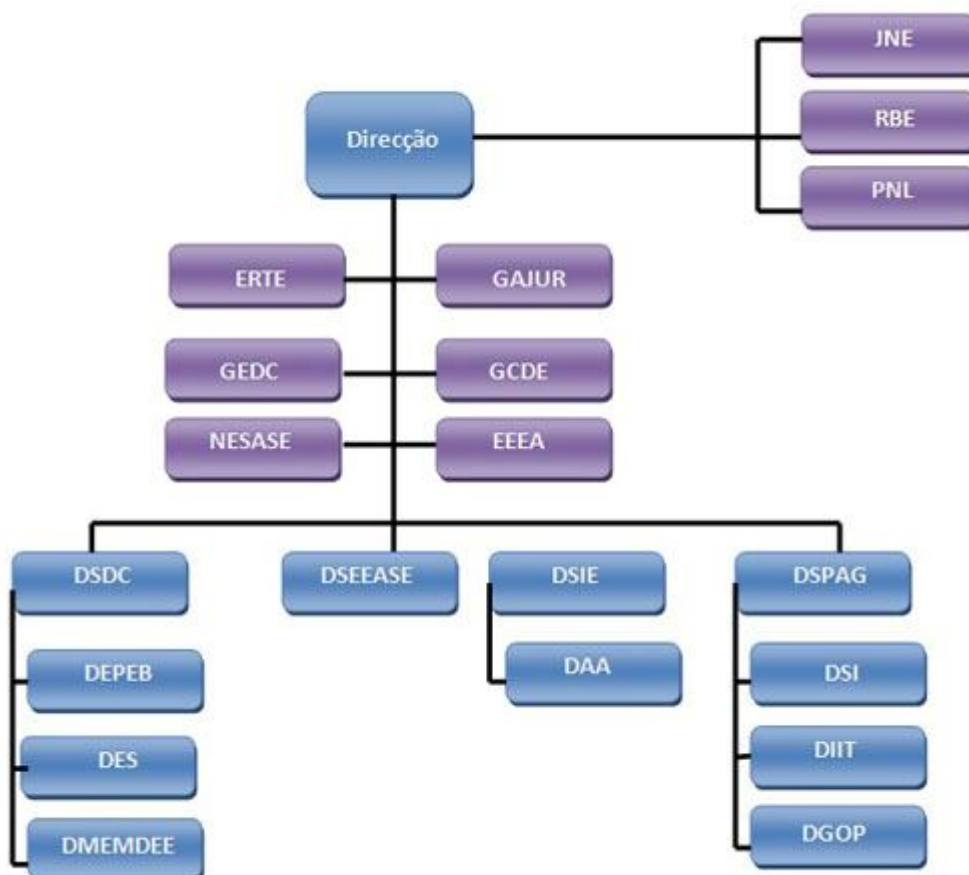 JNE
Direcção
RBE
PNL
ERTE
GAJUR
GEDC
GCDE
NESASE
EEEA
DSDC
DSEEASE
DSIE
DSPAG
DEPEB
DAA
DSI
DES
DIIT
DMEMDEE
DGOP